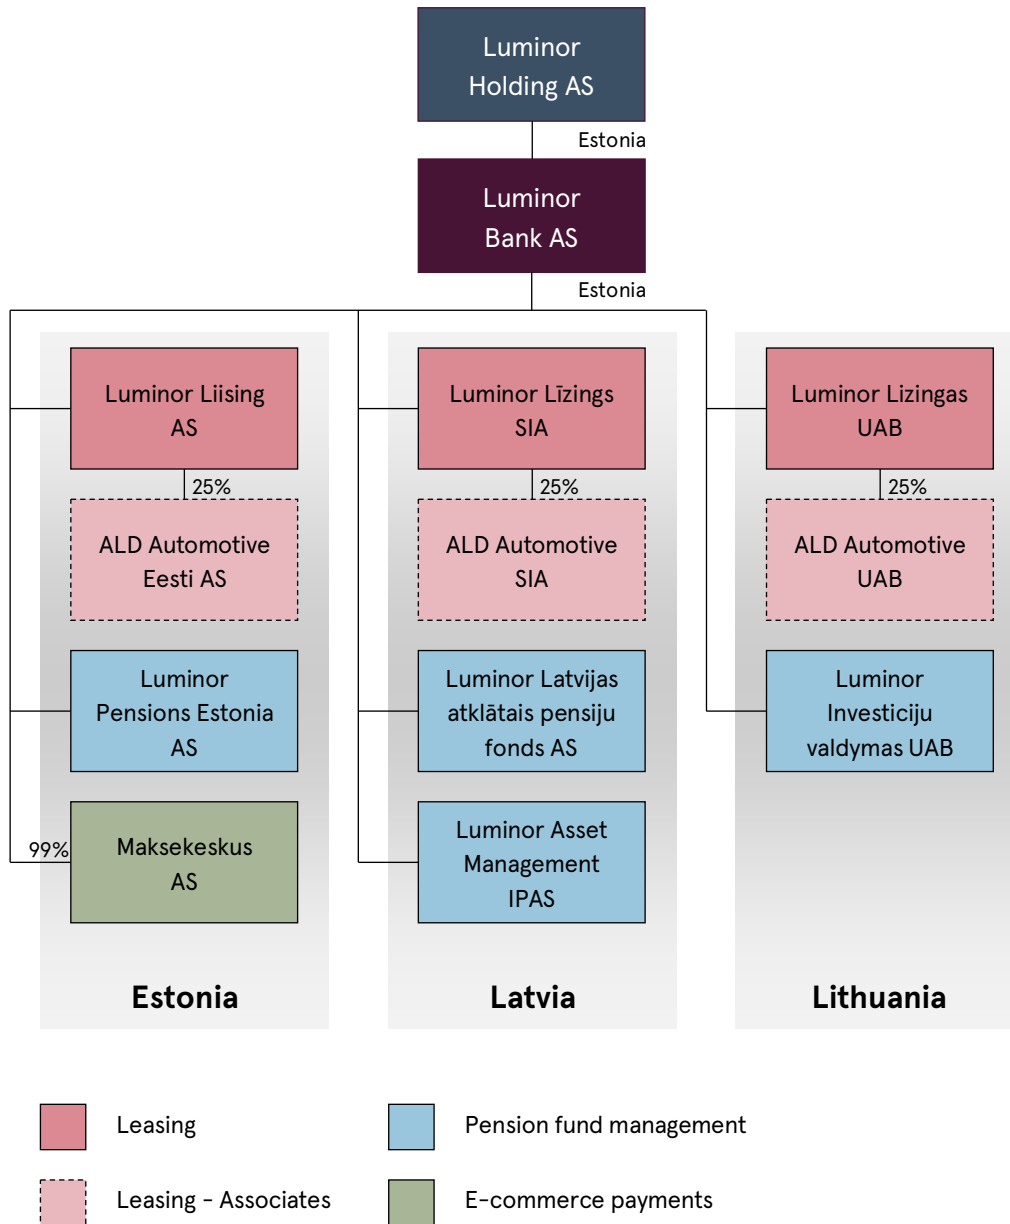 Luminor
Holding AS
Estonia
Luminor
Bank AS
Estonia
Luminor Liising
AS
25%
ALD Automotive
Eesti AS
Luminor
Pensions Estonia
AS
99%
Maksekeskus
AS
Estonia
Luminor Līzings
SIA
25%
ALD Automotive
SIA
Luminor Latvijas
atklātais pensiju
fonds AS
Luminor Asset
Management
IPAS
Latvia
Luminor Lizingas
UAB
25%
ALD Automotive
UAB
Luminor
Investiciju
valdymas UAB
Lithuania
Leasing
Pension fund management
Leasing - Associates
E-commerce payments